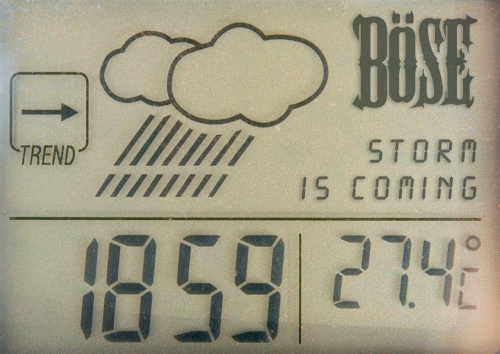 BÖSE
TREND
STORM
IS COMING
1859
27.4°C